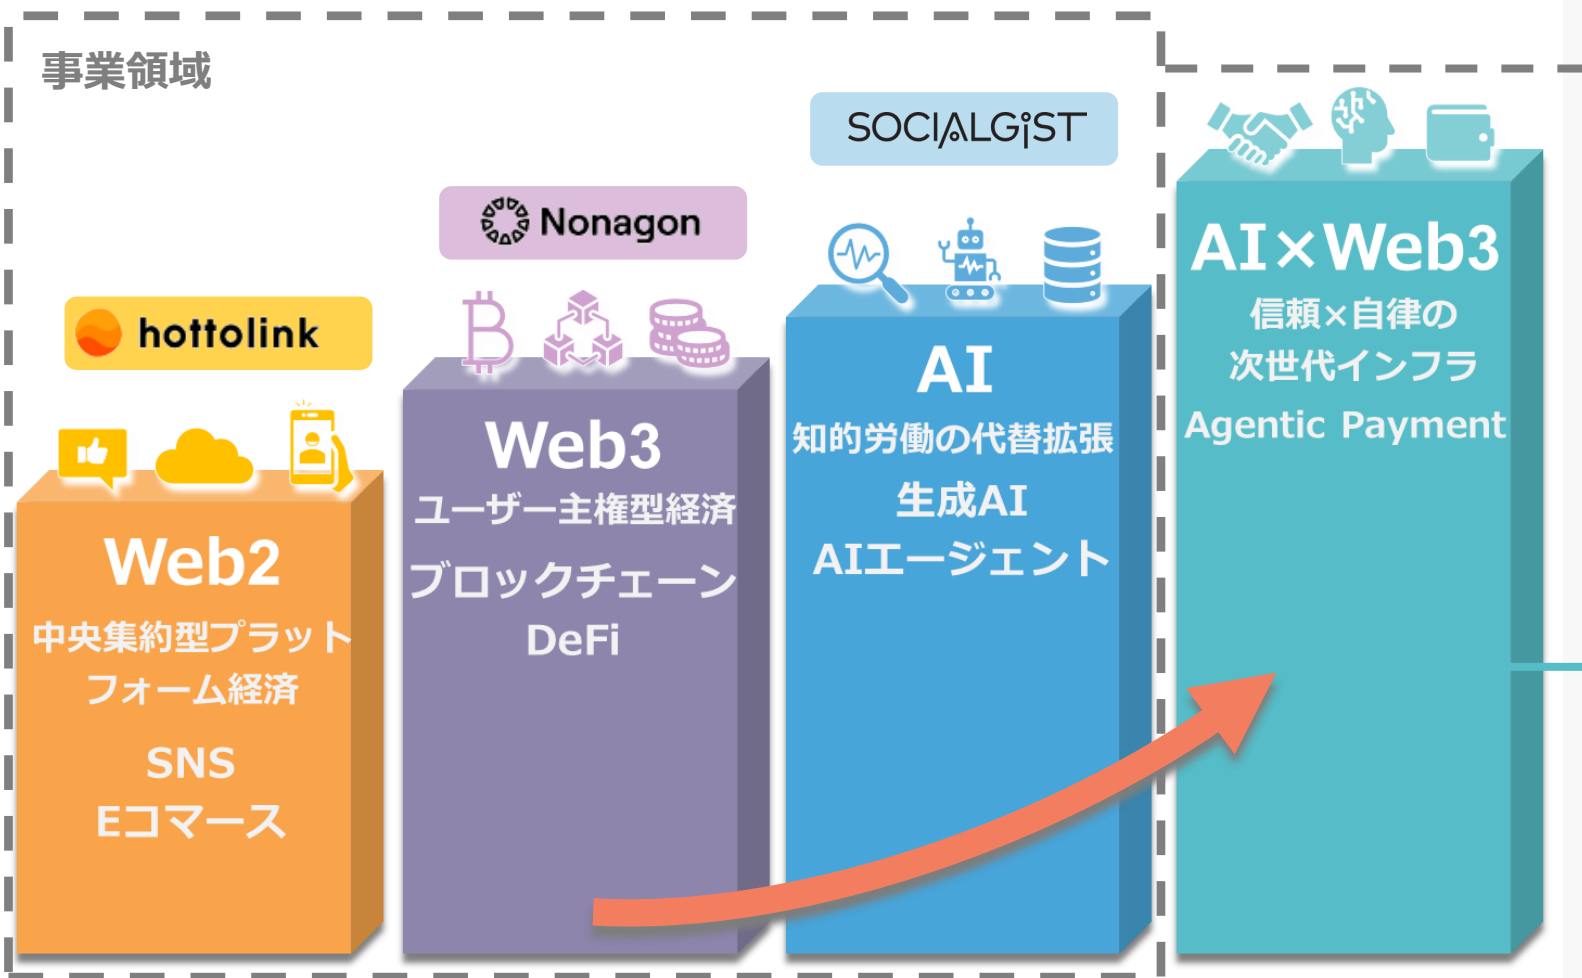 事業領域
hottolink
Web2
中央集約型プラット
フォーム経済
SNS
Eコマース
Nonagon
Web3
ユーザー主権型経済
ブロックチェーン
DeFi
SOCIALGIST
AI
知的労働の代替拡張
生成AI
AIエージェント
AI×Web3
信頼×自律の
次世代インフラ
Agentic Payment